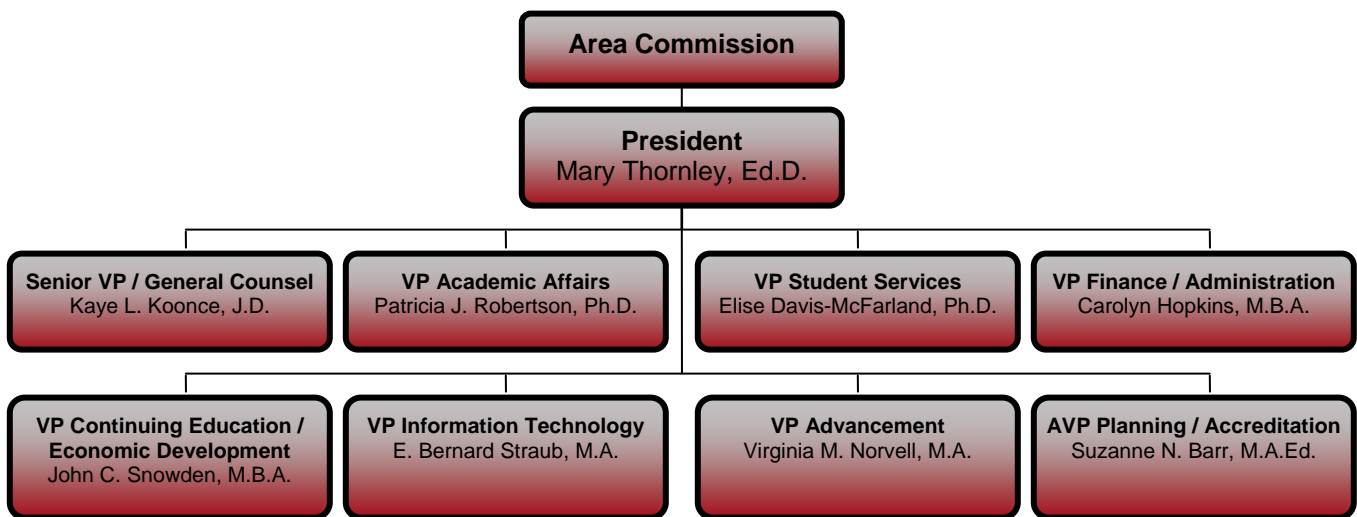 Area Commission
President
Mary Thornley, Ed.D.
Senior VP / General Counsel
Kaye L. Koonce, J.D.
VP Academic Affairs
Patricia J. Robertson, Ph.D.
VP Student Services
Elise Davis-McFarland, Ph.D.
VP Finance / Administration
Carolyn Hopkins, M.B.A.
VP Continuing Education /
Economic Development
John C. Snowden, M.B.A.
VP Information Technology
E. Bernard Straub, M.A.
VP Advancement
Virginia M. Norvell, M.A.
AVP Planning / Accreditation
Suzanne N. Barr, M.A.Ed.